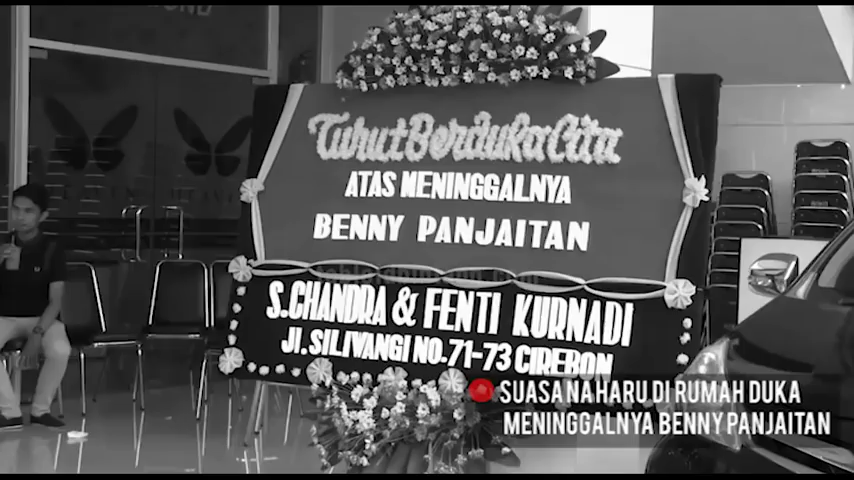 Turut Berduka Cita
ATAS MENINGGALNYA
BENNY PANJAITAN
S.CHANDRA & FENTI KURNADI
Jl. SILIWANGI NO.71-73 CIREBON
SUASANA HARU DI RUMAH DUKA
MENINGGALNYA BENNY PANJAITAN